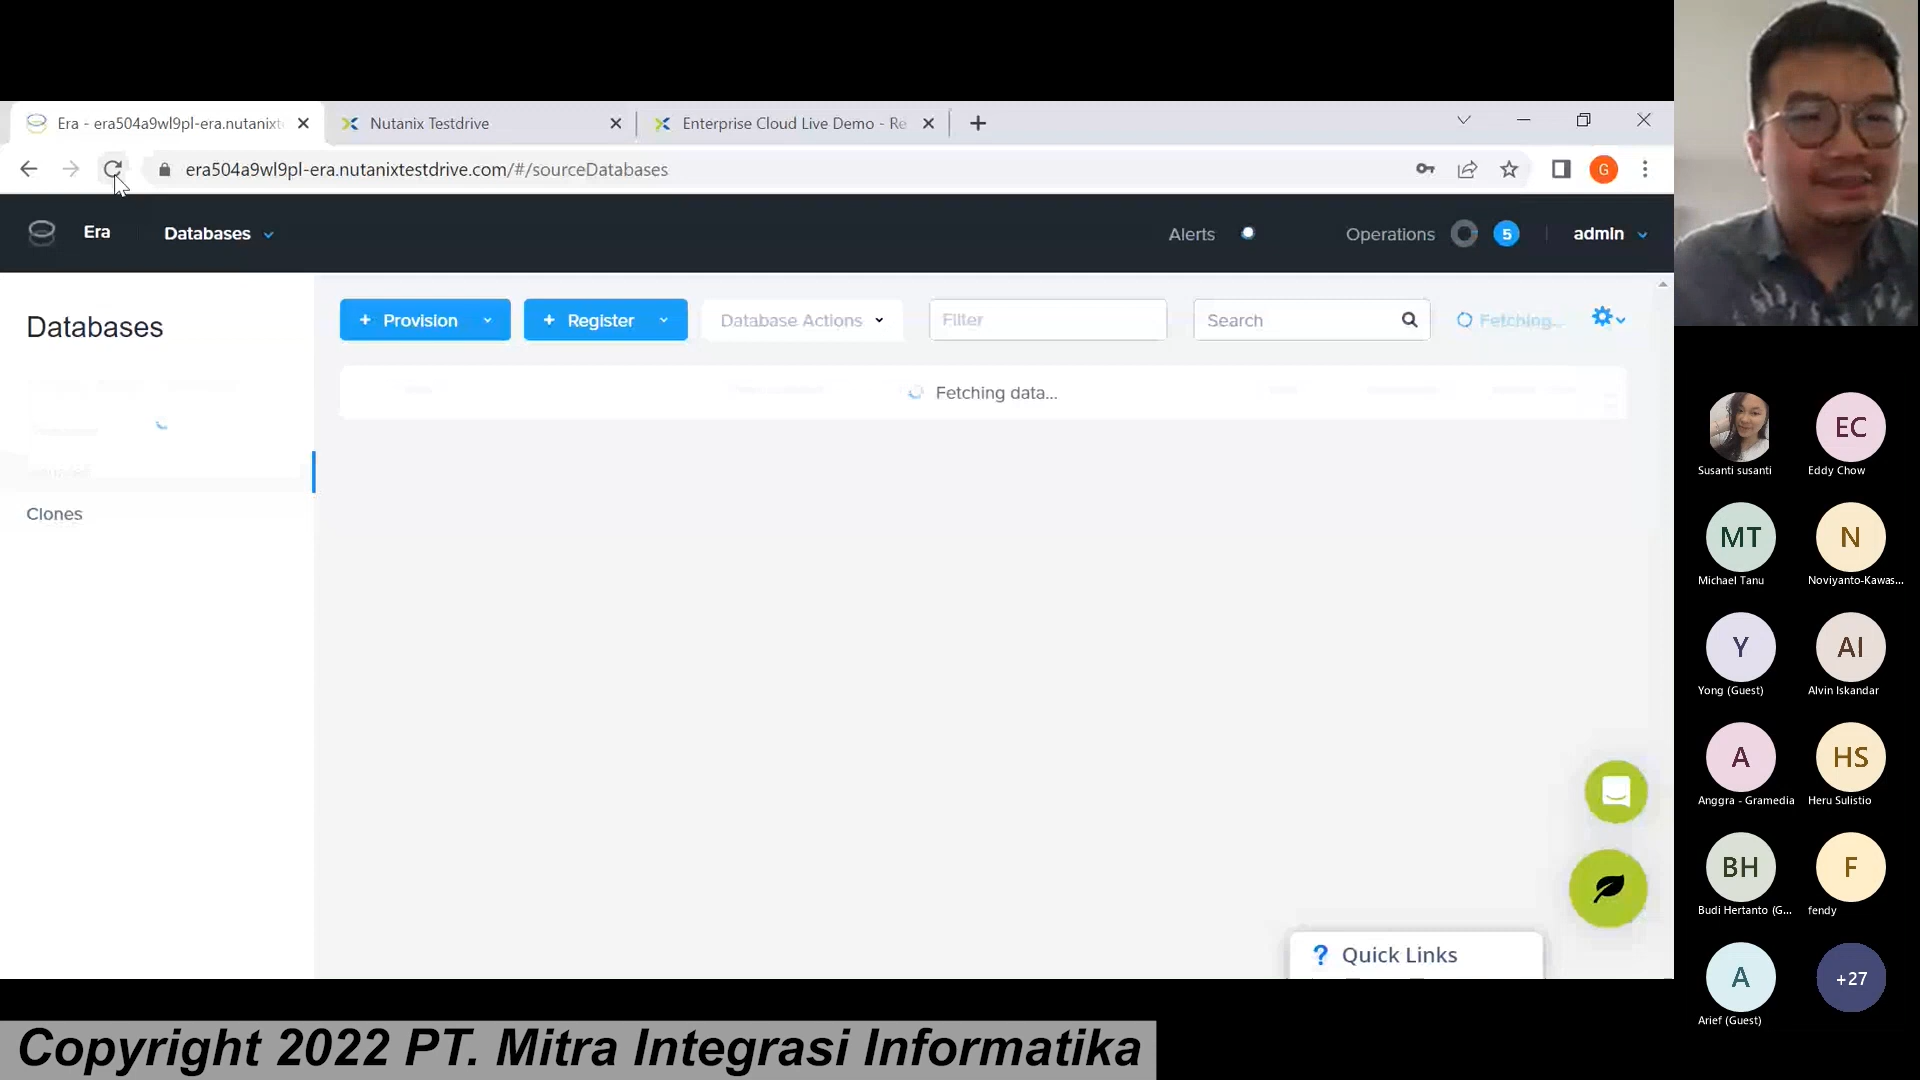 Era - era504a9wl9pl-era.nutanixt
Nutanix Testdrive
Enterprise Cloud Live Demo - Re
era504a9wl9pl-era.nutanixtestdrive.com/#/sourceDatabases
G
Era
Databases
Alerts
Operations
5
admin
Databases
+ Provision
+ Register
Database Actions
Filter
Search
Fetching...
Fetching data...
Clones
? Quick Links
Susanti susanti
EC
Eddy Chow
MT
Michael Tanu
N
Noviyanto-Kawas...
Y
Yong (Guest)
AI
Alvin Iskandar
A
Anggra - Gramedia
HS
Heru Sulistio
BH
Budi Hertanto (G...
F
fendy
A
Arief (Guest)
+27
Copyright 2022 PT. Mitra Integrasi Informatika